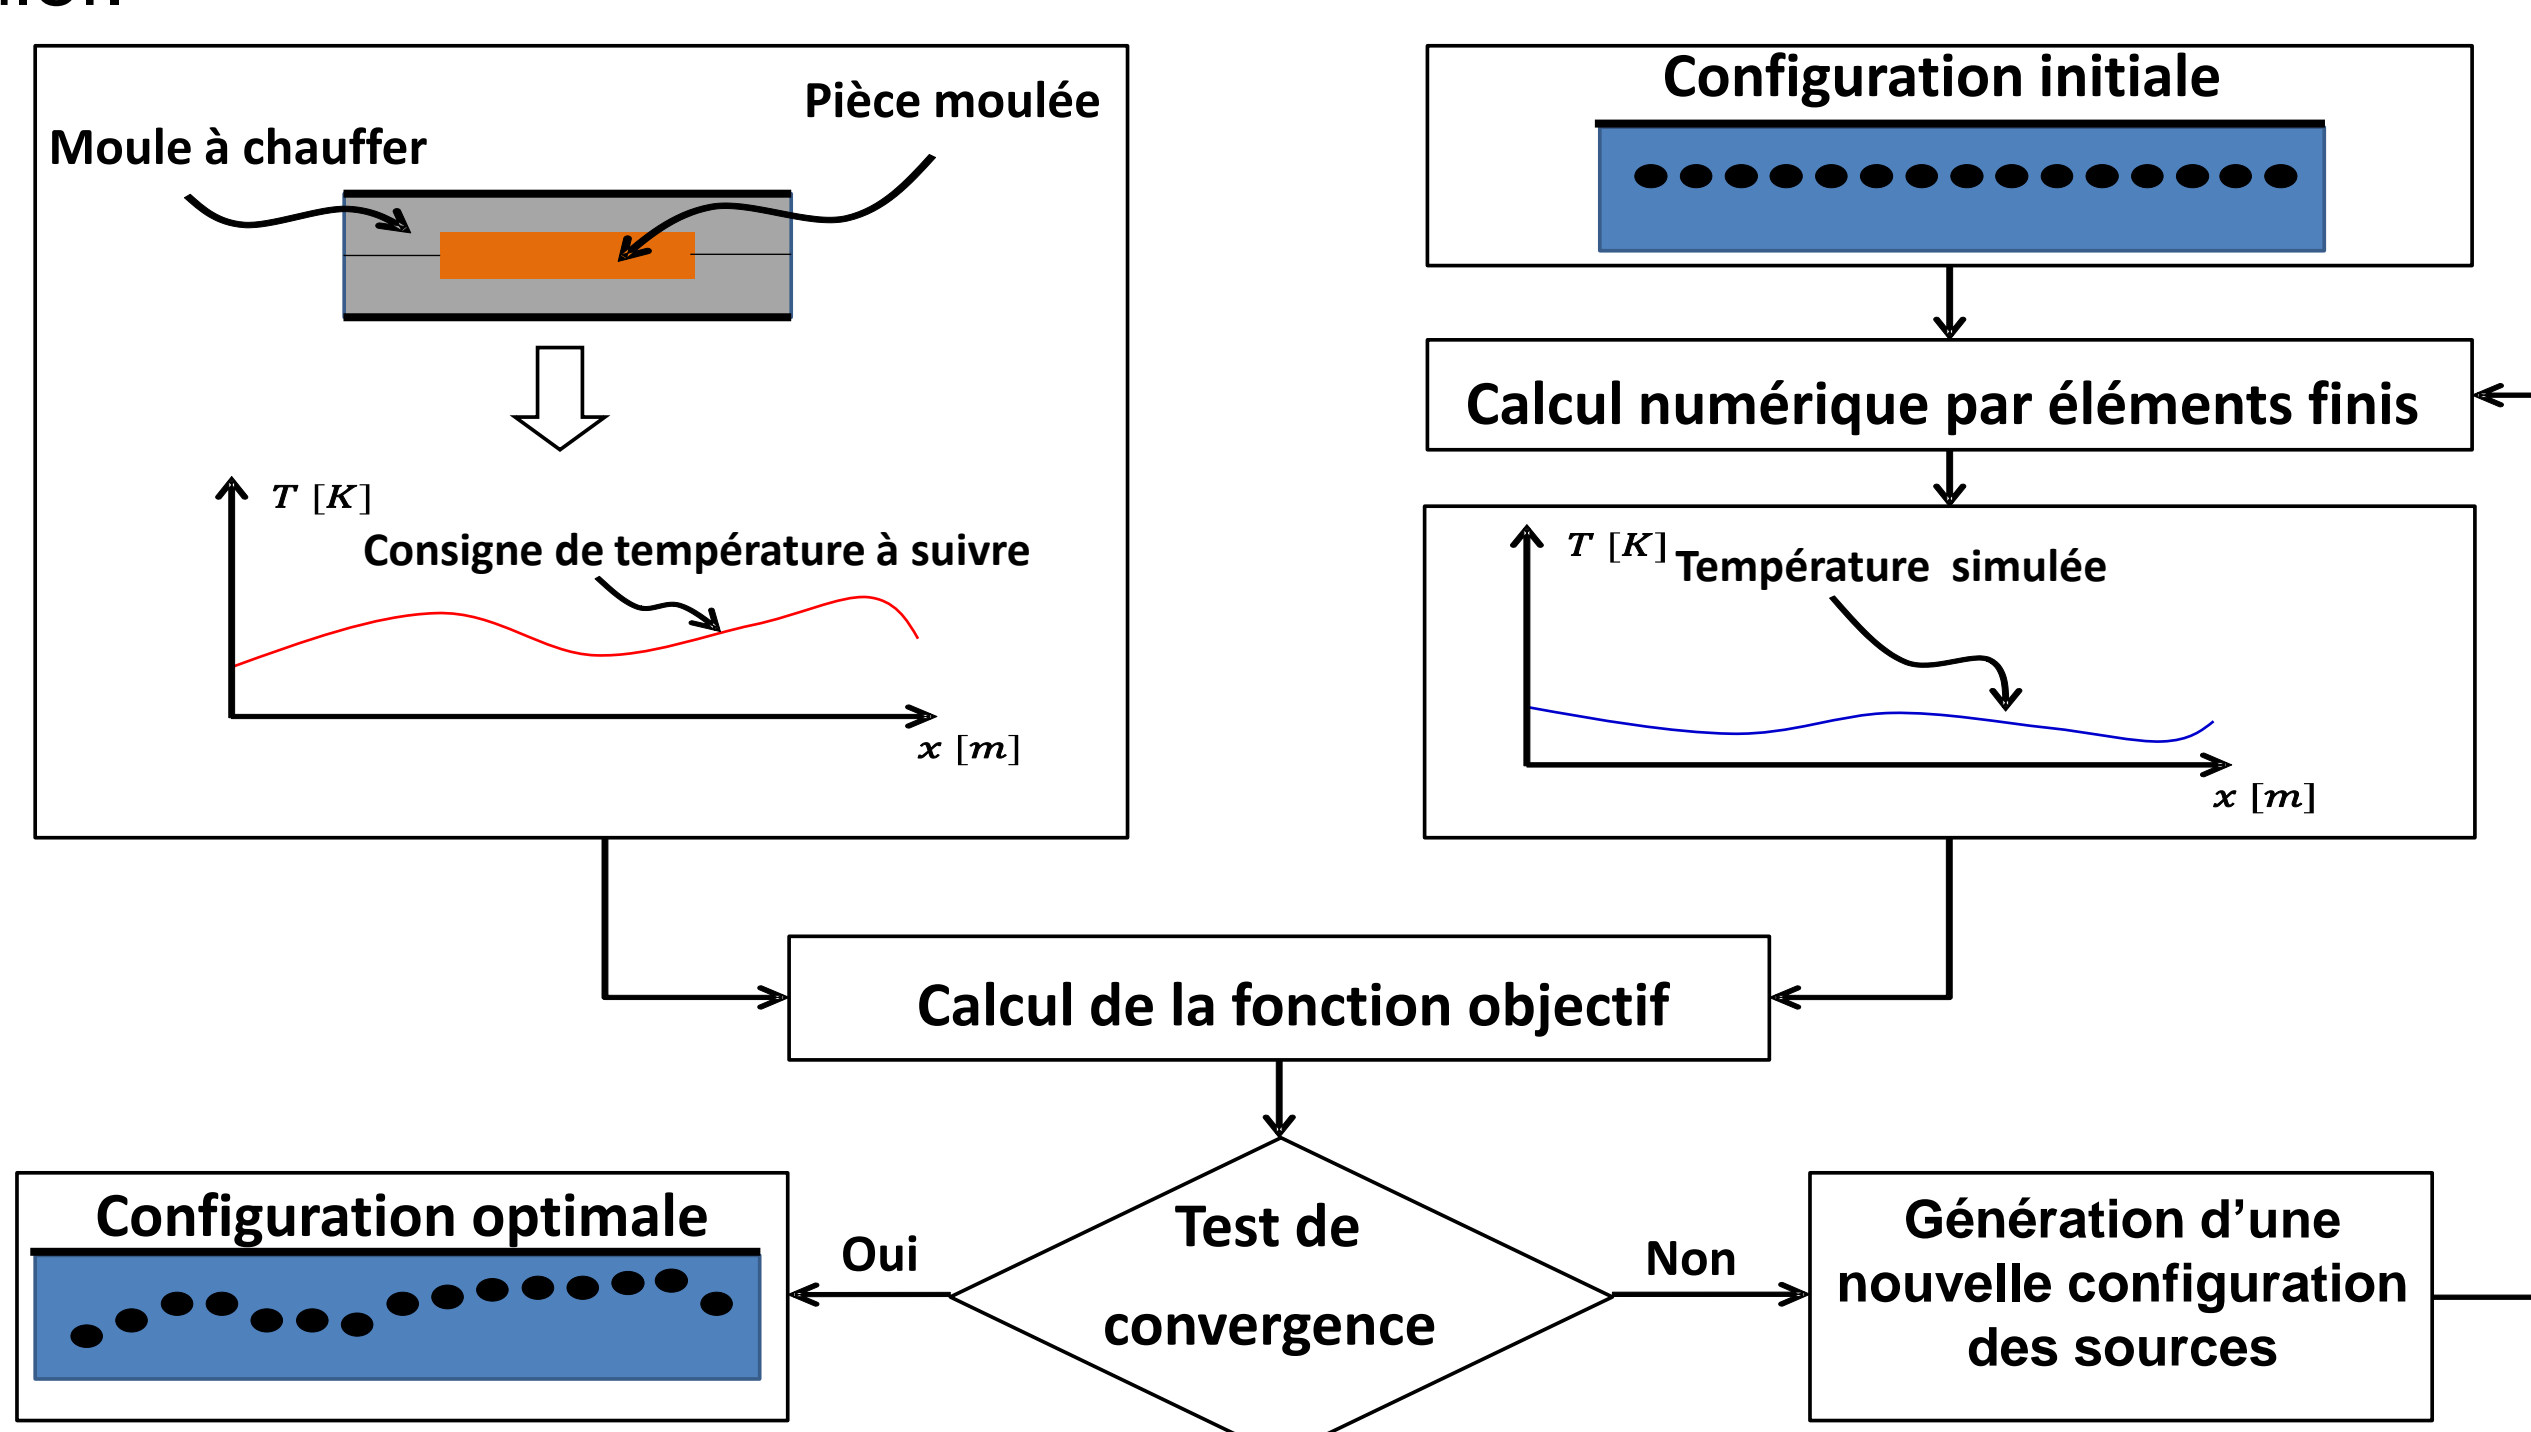 Pièce moulée
Moule à chauffer
T [K]
Consigne de température à suivre
x [m]
Configuration initiale
Calcul numérique par éléments finis
T [K]
Température simulée
x [m]
Calcul de la fonction objectif
Configuration optimale
Oui
Test de
convergence
Non
Génération d’une
nouvelle configuration
des sources